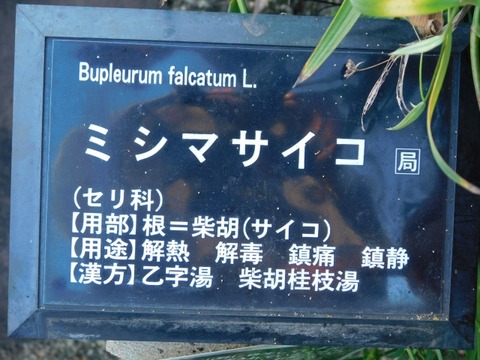 Bupleurum falcatum L.
ミシマサイコ 局
(セリ科)
【用部】根=柴胡(サイコ)
【用途】解熱 解毒 鎮痛 鎮静
【漢方】乙字湯 柴胡桂枝湯